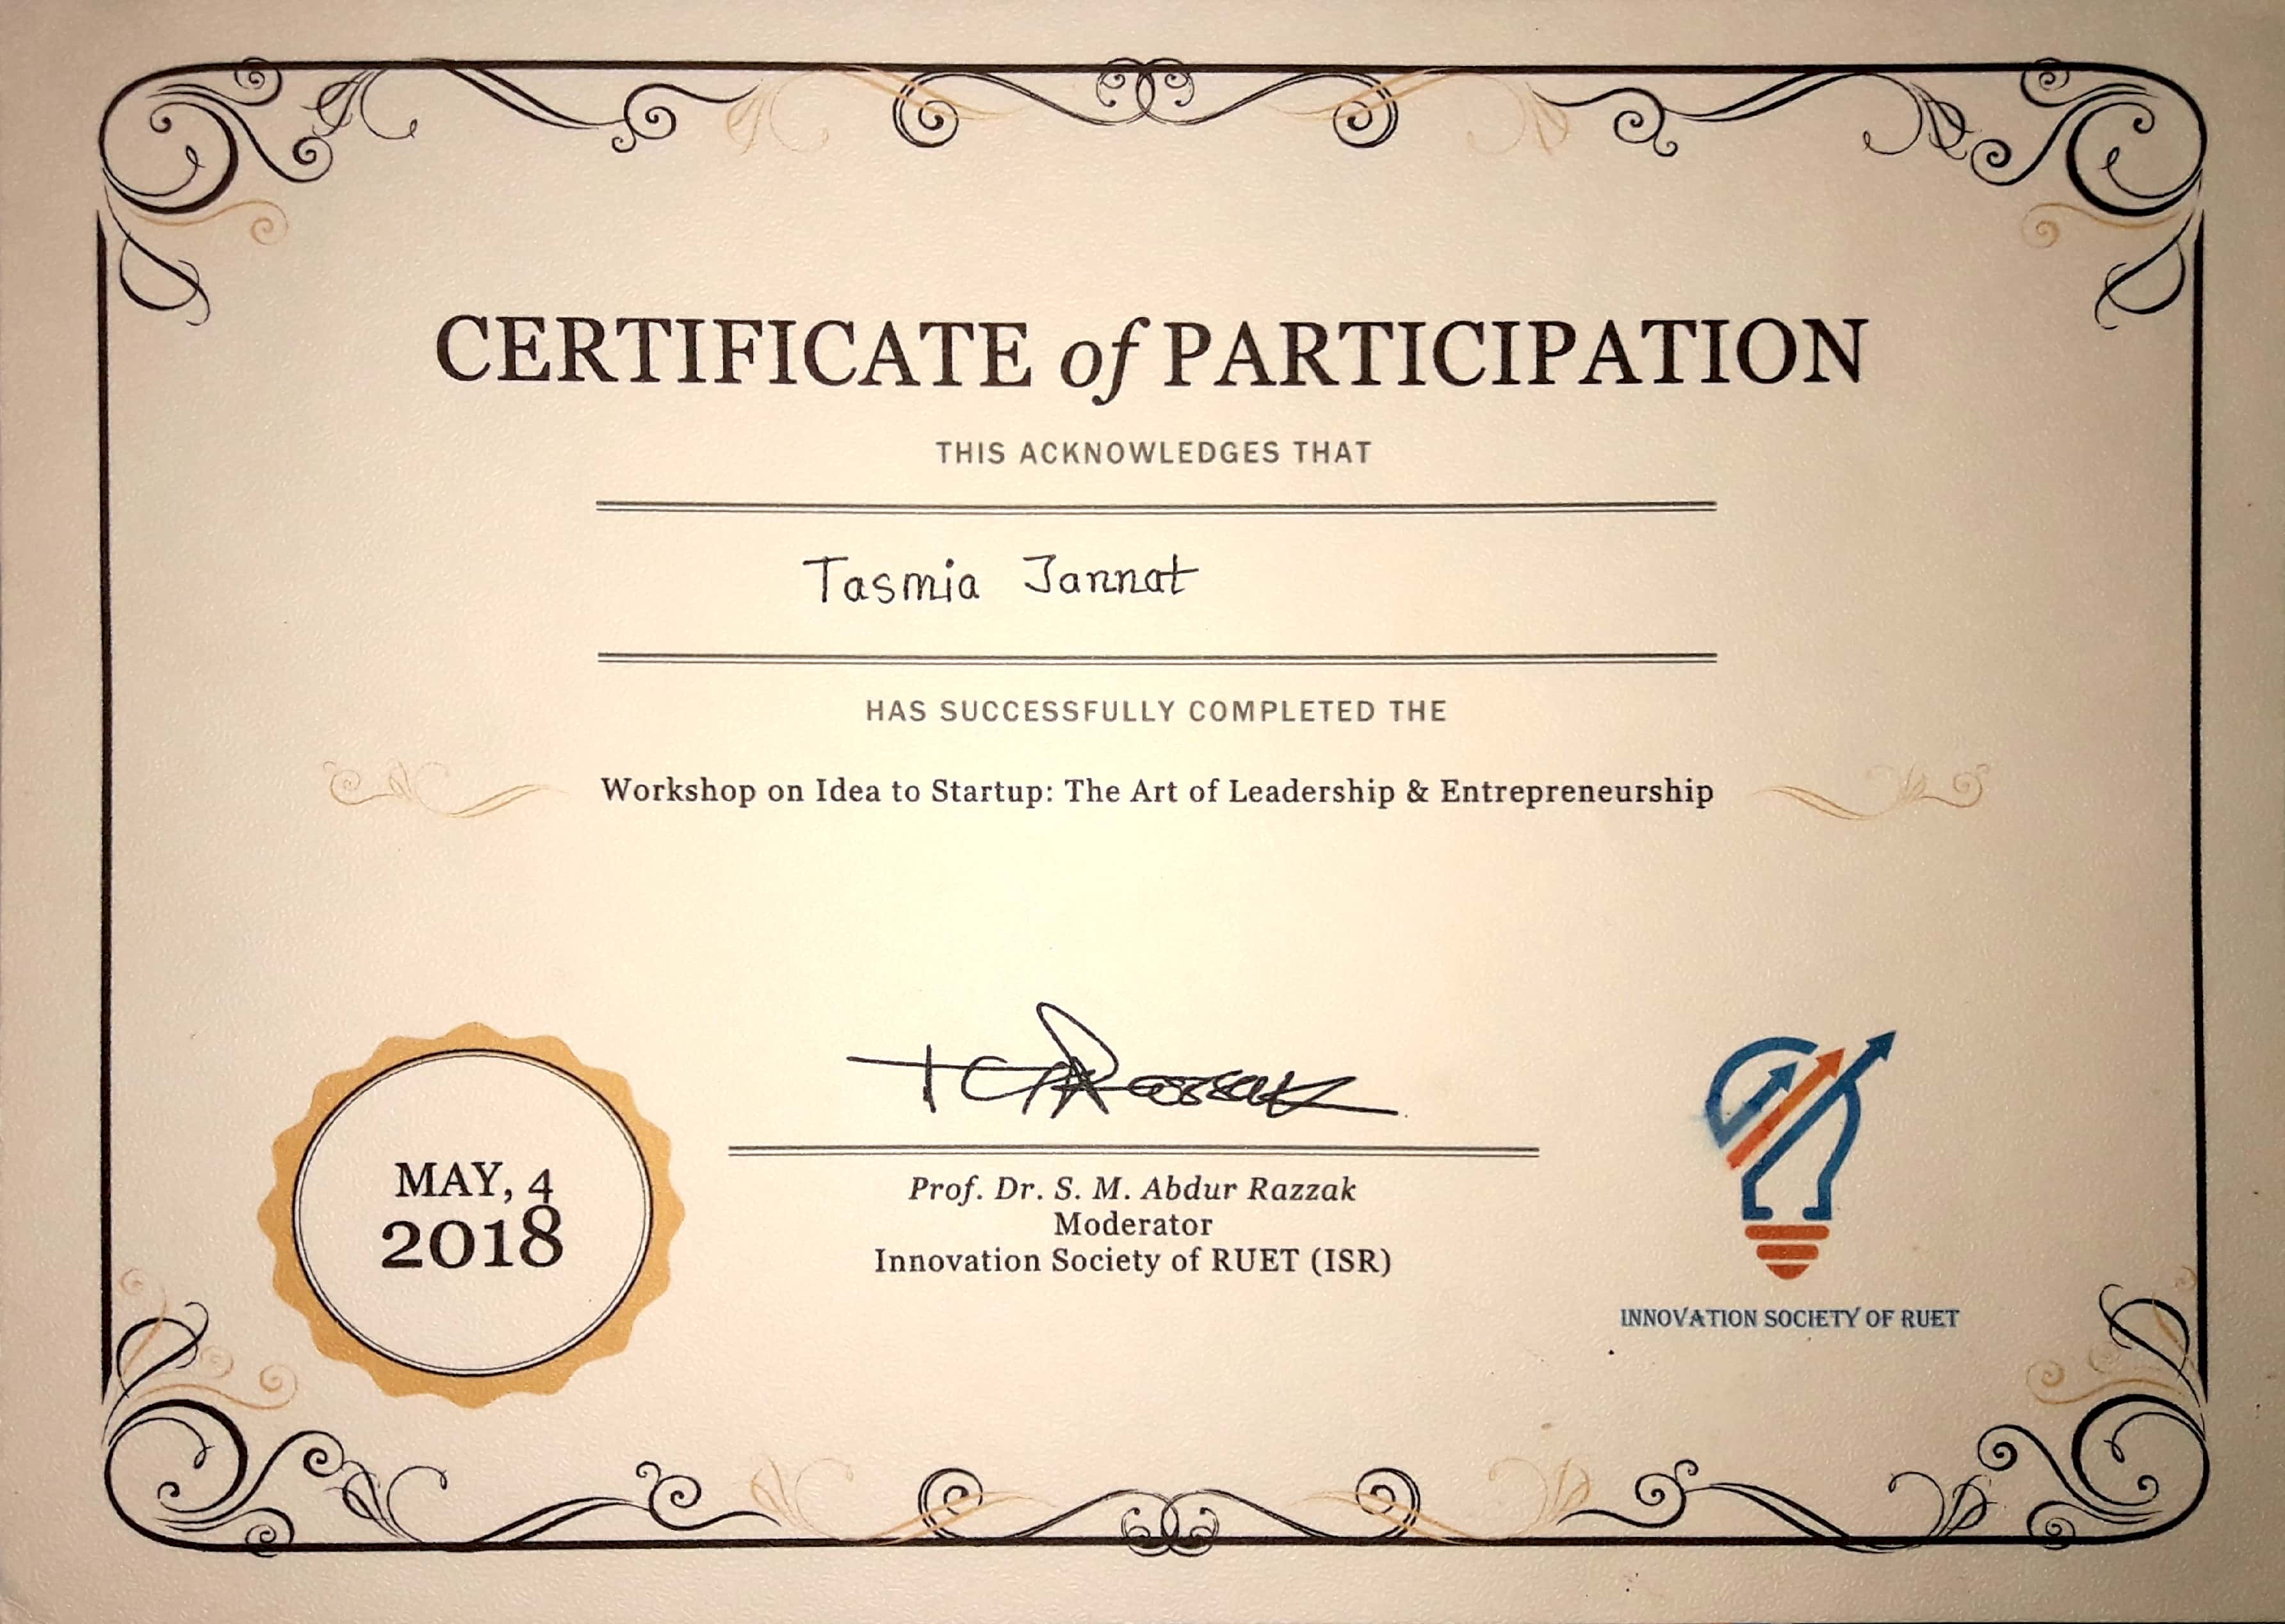 CERTIFICATE of PARTICIPATION
THIS ACKNOWLEDGES THAT
Tasmia Jannat
HAS SUCCESSFULLY COMPLETED THE
Workshop on Idea to Startup: The Art of Leadership & Entrepreneurship
MAY, 4
2018
Prof. Dr. S. M. Abdur Razzak
Moderator
Innovation Society of RUET (ISR)
INNOVATION SOCIETY OF RUET